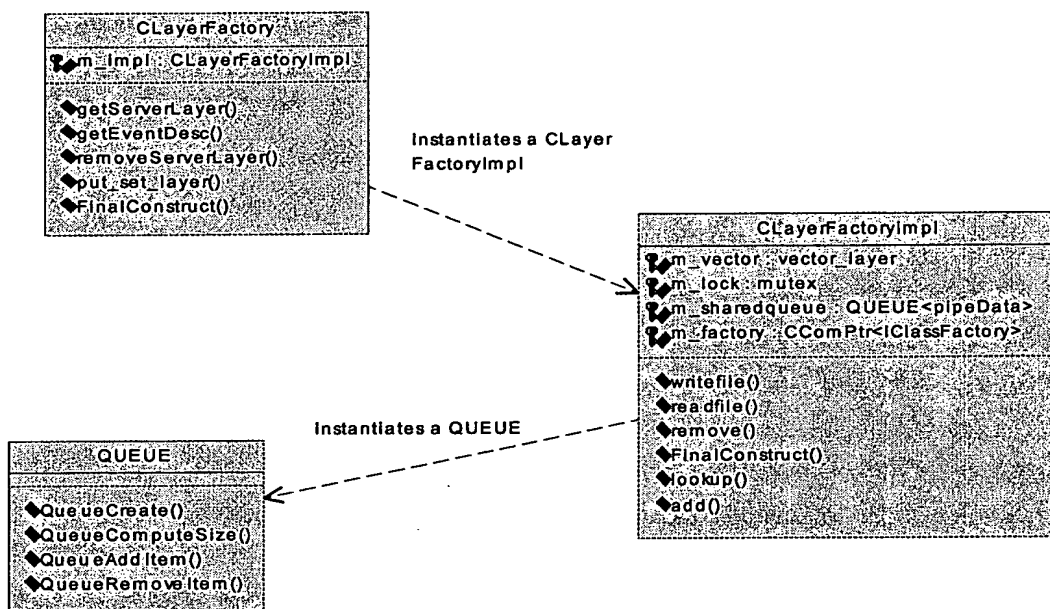 CLayerFactory
m_Impl : CLayerFactoryImpl
getServerLayer()
getEventDesc()
removeServerLayer()
put_set_layer()
FinalConstruct()
Instantiates a CLayer
FactoryImpl
CLayerFactoryImpl
m_vector : vector_layer
m_lock : mutex
m_sharedqueue : QUEUE<pipeData>
m_factory : CComPtr<IClassFactory>
writefile()
readfile()
remove()
FinalConstruct()
lookup()
add()
Instantiates a QUEUE
QUEUE
QueueCreate()
QueueComputeSize()
QueueAddItem()
QueueRemoveItem()